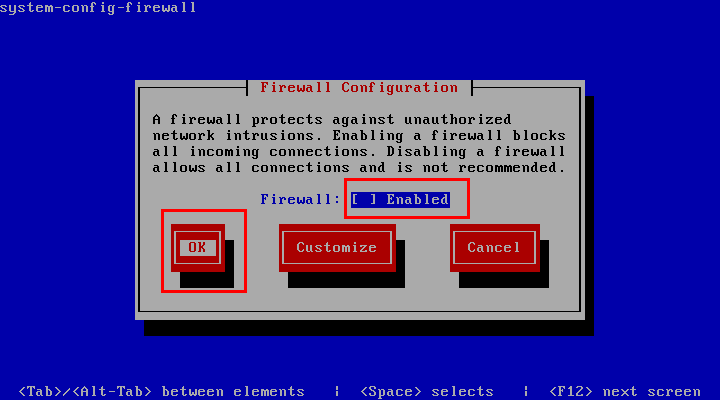 system-config-firewall
Firewall Configuration
A firewall protects against unauthorized
network intrusions. Enabling a firewall blocks
all incoming connections. Disabling a firewall
allows all connections and is not recommended.
Firewall: [ ] Enabled
OK Customize Cancel
<Tab>/<Alt-Tab> between elements | <Space> selects | <F12> next screen